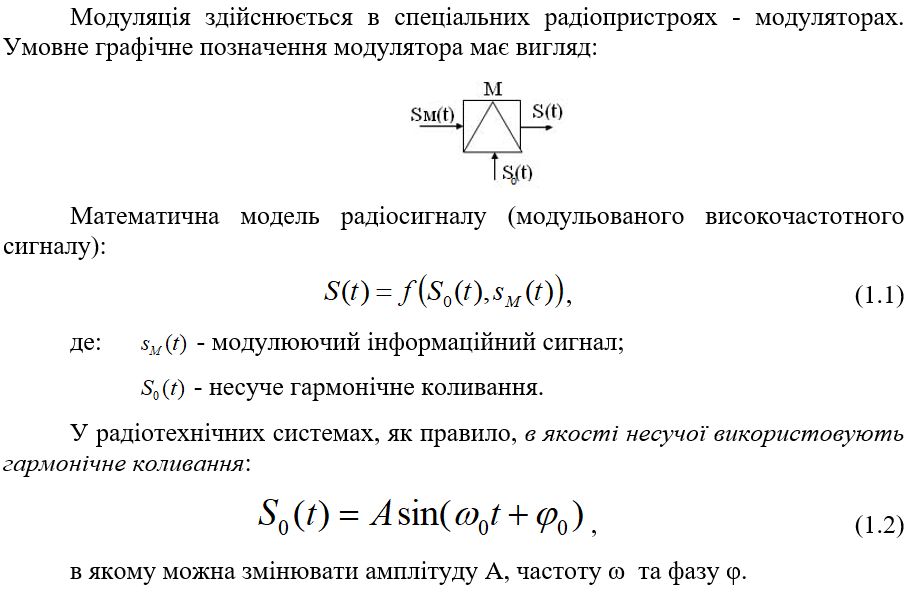 Модуляція здійснюється в спеціальних радіопристроях - модуляторах.
Умовне графічне позначення модулятора має вигляд:
М
Sм(t)
S(t)
S₀(t)
Математична модель радіосигналу (модульованого високочастотного
сигналу):
S(t) = f(S₀(t), s_M(t)), (1.1)
де: s_M(t) - модулюючий інформаційний сигнал;
S₀(t) - несуче гармонічне коливання.
У радіотехнічних системах, як правило, в якості несучої використовують
гармонічне коливання:
S₀(t) = A sin(ω₀t + φ₀), (1.2)
в якому можна змінювати амплітуду А, частоту ω та фазу φ.